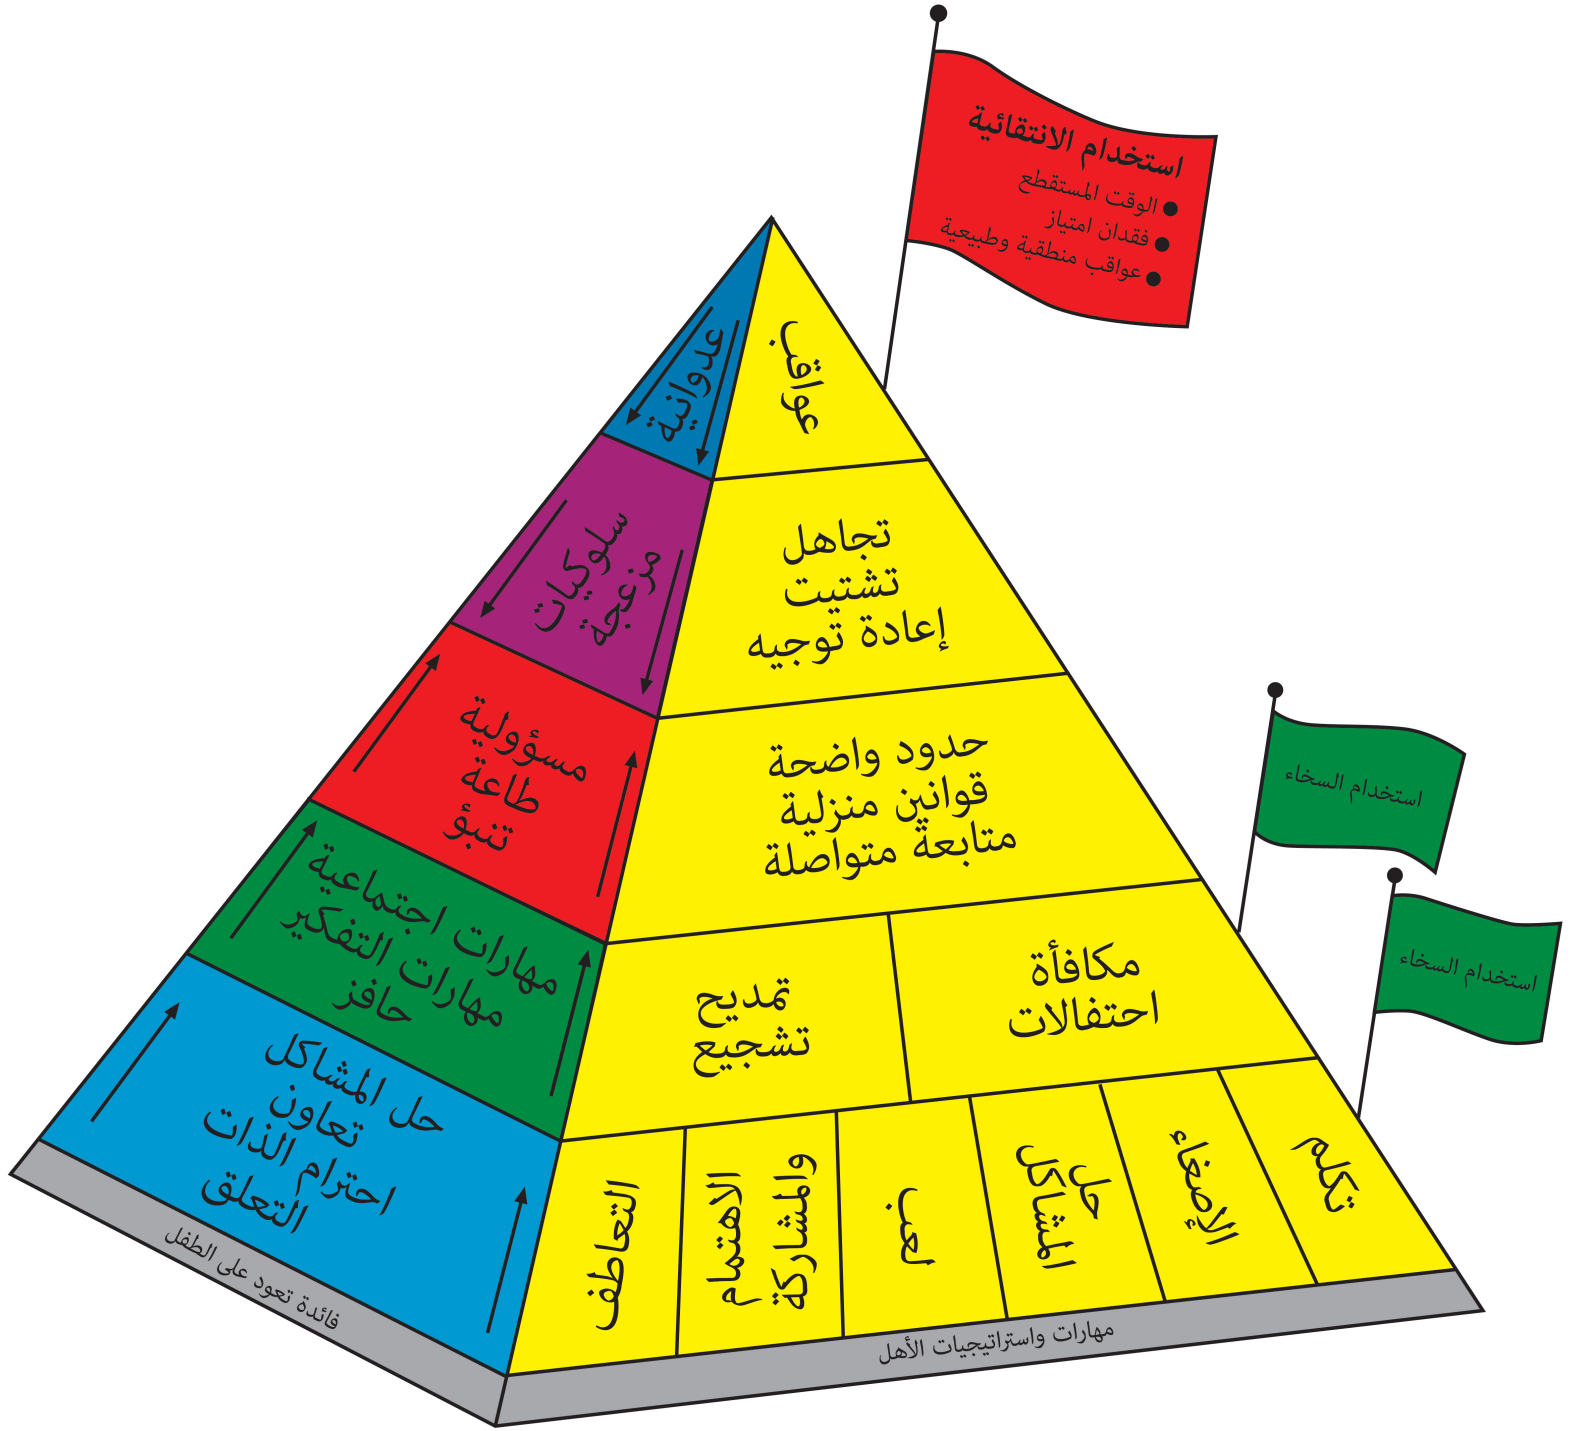 استخدام الانتقائية
● الوقت المستقطع
● فقدان امتياز
● عواقب منطقية وطبيعية
عدوانية
عواقب
سلوكيات
مزعجة
تجاهل
تشتيت
إعادة توجيه
مسؤولية
طاعة
تنبؤ
حدود واضحة
قوانين منزلية
متابعة متواصلة
استخدام السخاء
استخدام السخاء
مهارات اجتماعية
مهارات التفكير
حافز
تمديح
تشجيع
مكافأة
احتفالات
حل المشاكل
تعاون
احترام الذات
التعلق
التعاطف
الاهتمام
والمشاركة
لعب
حل
المشاكل
الإصغاء
تكلم
فائدة تعود على الطفل
مهارات واستراتيجيات الأهل